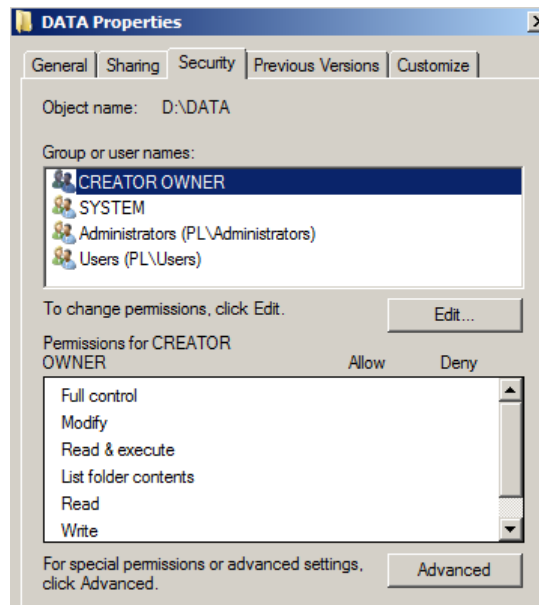 DATA Properties
General Sharing Security Previous Versions Customize
Object name: D:\DATA
Group or user names:
CREATOR OWNER
SYSTEM
Administrators (PL\Administrators)
Users (PL\Users)
To change permissions, click Edit.
Edit...
Permissions for CREATOR
OWNER Allow Deny
Full control
Modify
Read & execute
List folder contents
Read
Write
For special permissions or advanced settings,
click Advanced.
Advanced